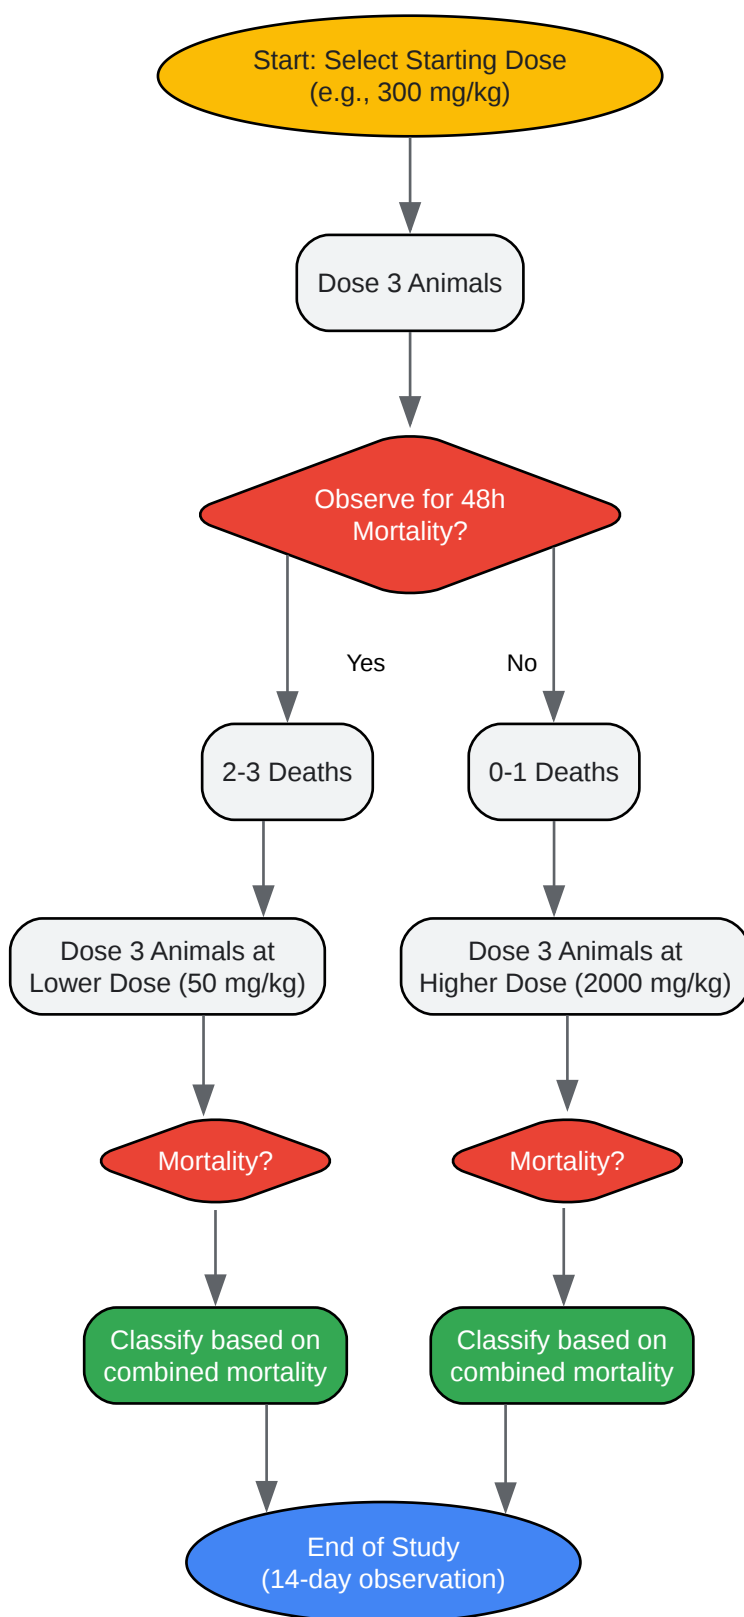 Start: Select Starting Dose
(e.g., 300 mg/kg)
Dose 3 Animals
Observe for 48h
Mortality?
Yes
No
2-3 Deaths
0-1 Deaths
Dose 3 Animals at
Lower Dose (50 mg/kg)
Dose 3 Animals at
Higher Dose (2000 mg/kg)
Mortality?
Mortality?
Classify based on
combined mortality
Classify based on
combined mortality
End of Study
(14-day observation)